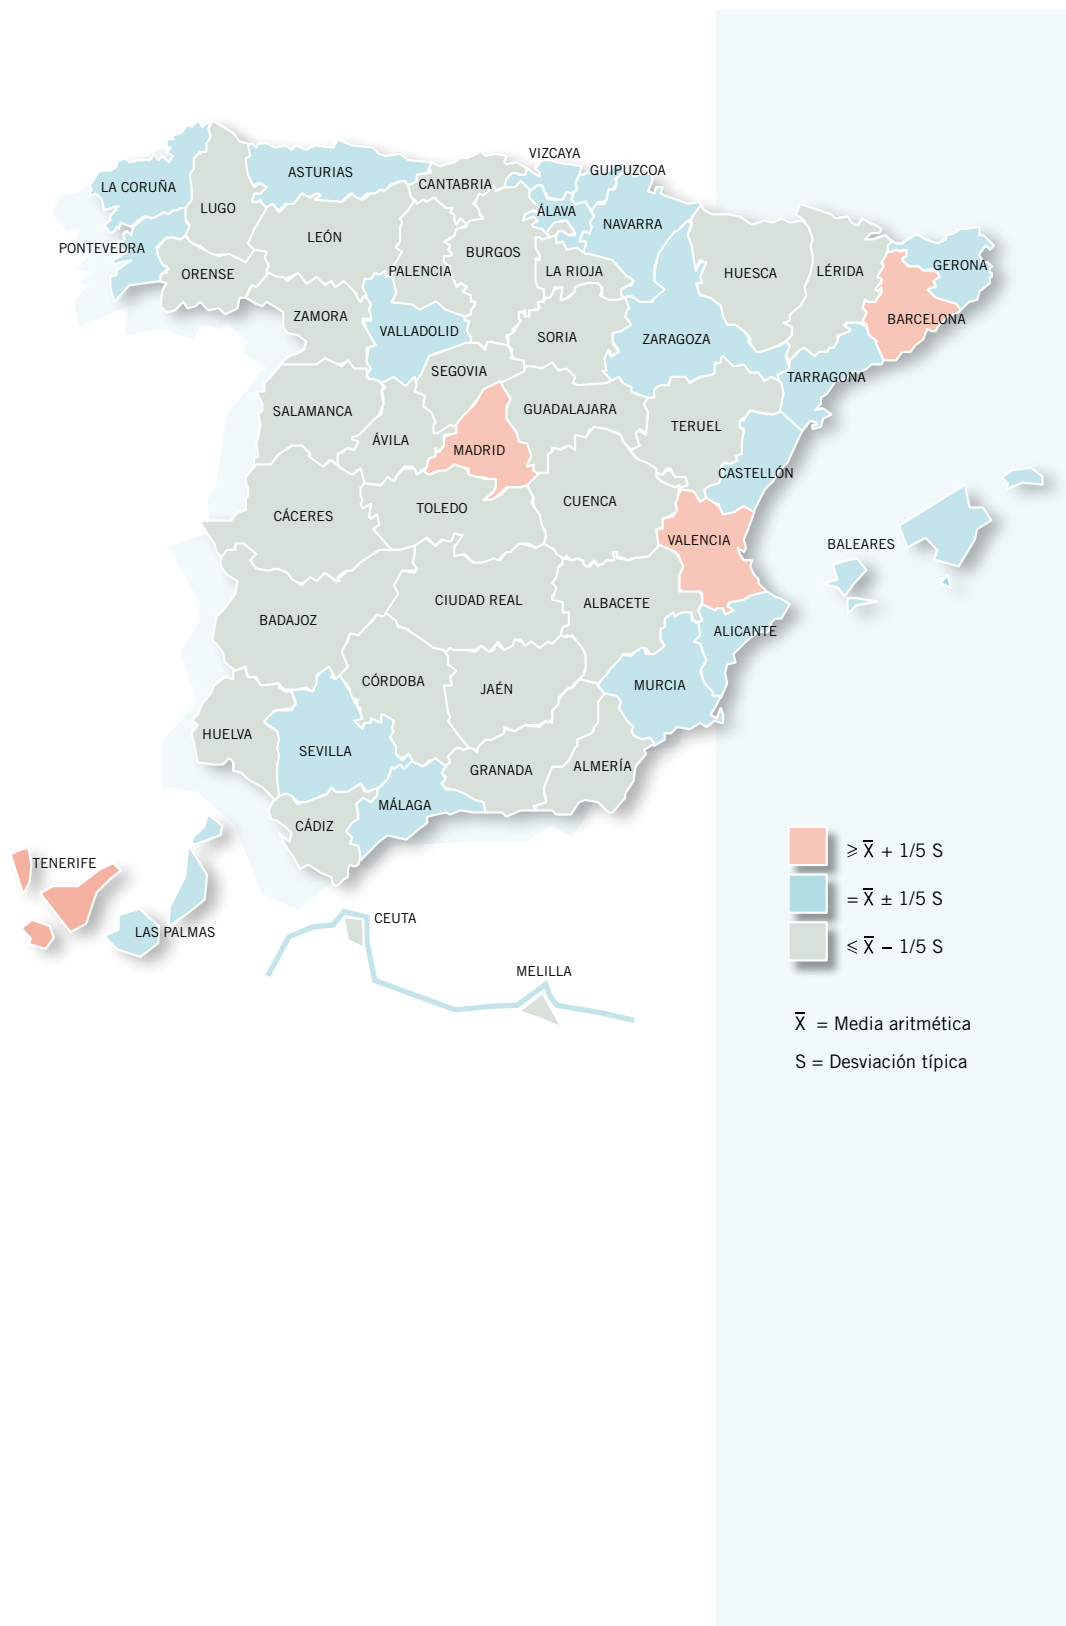 VIZCAYA
GUIPUZCOA
ASTURIAS
CANTABRIA
LA CORUÑA
LUGO
ÁLAVA
NAVARRA
LEÓN
PONTEVEDRA
BURGOS
ORENSE
PALENCIA
LA RIOJA
HUESCA
LÉRIDA
GERONA
ZAMORA
VALLADOLID
SORIA
ZARAGOZA
BARCELONA
SEGOVIA
TARRAGONA
SALAMANCA
GUADALAJARA
TERUEL
ÁVILA
MADRID
CASTELLÓN
CÁCERES
TOLEDO
CUENCA
VALENCIA
BALEARES
CIUDAD REAL
ALBACETE
BADAJOZ
ALICANTE
CÓRDOBA
JAÉN
MURCIA
HUELVA
SEVILLA
GRANADA
ALMERÍA
MÁLAGA
CÁDIZ
TENERIFE
LAS PALMAS
CEUTA
MELILLA
⩾ X̅ + 1/5 S
= X̅ ± 1/5 S
⩽ X̅ – 1/5 S
X̅ = Media aritmética
S = Desviación típica